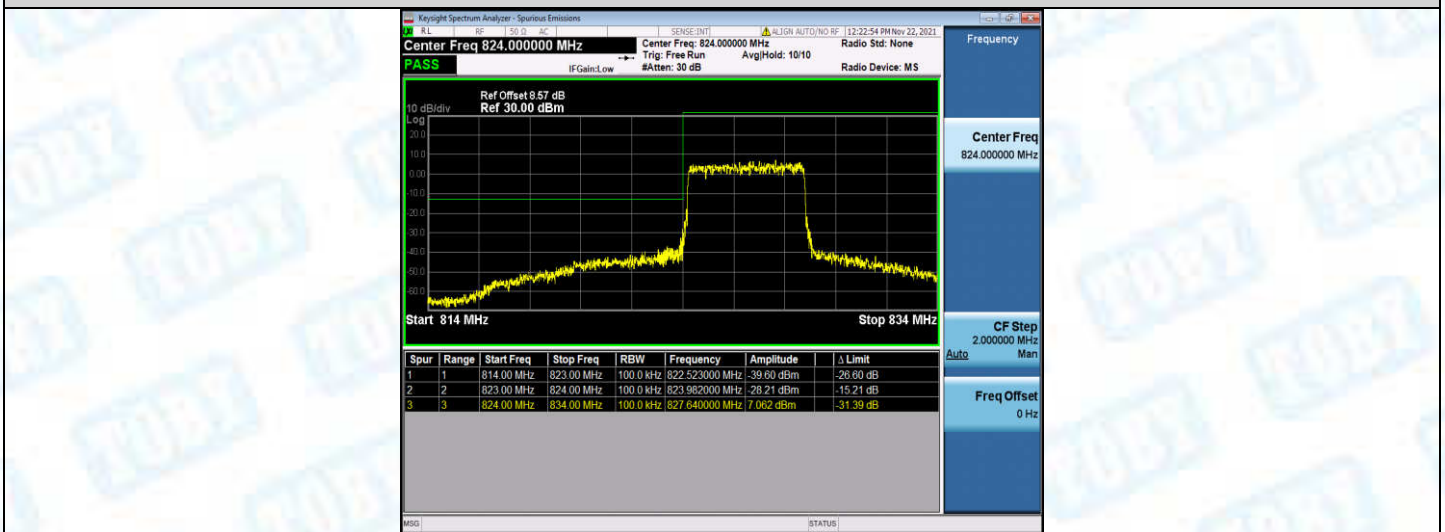 Keysight Spectrum Analyzer - Spurious Emissions
RL RF 50 Ω AC SENSE:INT ALIGN AUTO/NO RF 12:22:54 PM Nov 22, 2021
Center Freq 824.000000 MHz
Center Freq: 824.000000 MHz Radio Std: None
Trig: Free Run Avg|Hold: 10/10
PASS IFGain:Low #Atten: 30 dB Radio Device: MS
Frequency
Ref Offset 8.57 dB
10 dB/div Ref 30.00 dBm
Log
20.0
10.0
0.00
-10.0
-20.0
-30.0
-40.0
-50.0
-60.0
Start 814 MHz Stop 834 MHz
Center Freq
824.000000 MHz
CF Step
2.000000 MHz
Auto Man
Freq Offset
0 Hz
Spur Range Start Freq Stop Freq RBW Frequency Amplitude Δ Limit
1 1 814.00 MHz 823.00 MHz 100.0 kHz 822.523000 MHz -39.60 dBm -26.60 dB
2 2 823.00 MHz 824.00 MHz 100.0 kHz 823.982000 MHz -28.21 dBm -15.21 dB
3 3 824.00 MHz 834.00 MHz 100.0 kHz 827.640000 MHz 7.062 dBm -31.39 dB
MSG STATUS